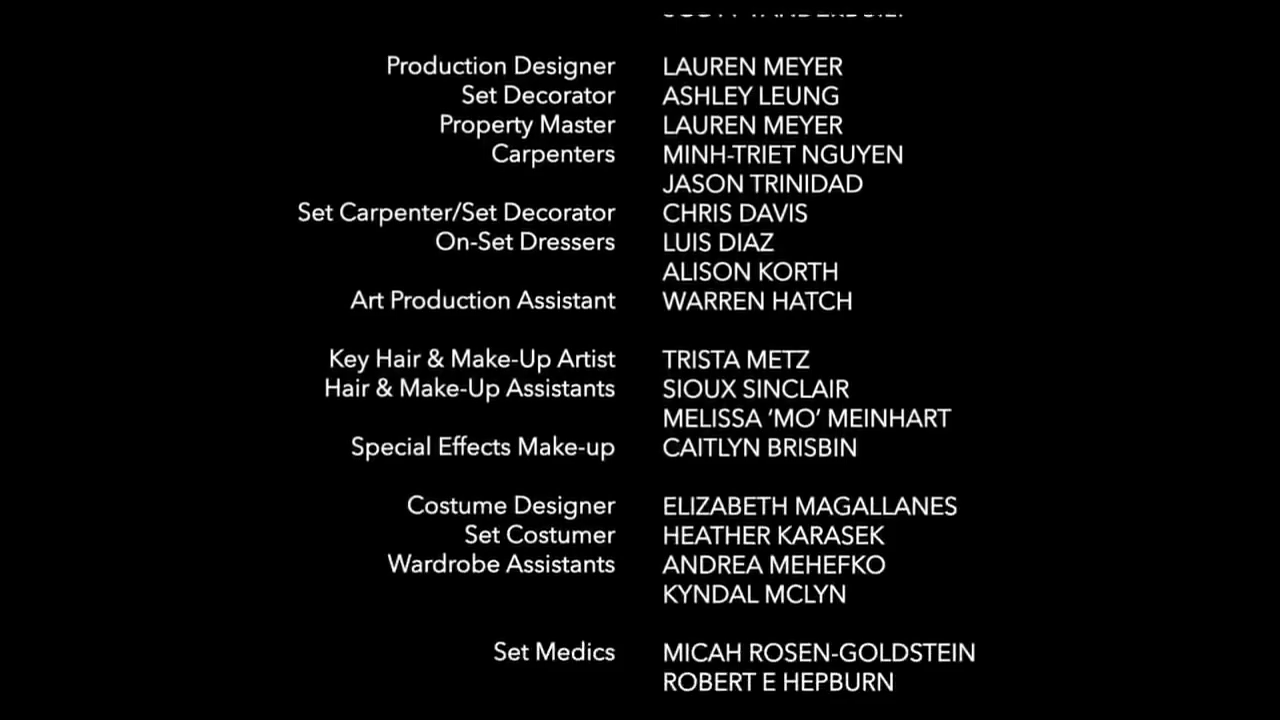 Production Designer LAUREN MEYER
Set Decorator ASHLEY LEUNG
Property Master LAUREN MEYER
Carpenters MINH-TRIET NGUYEN
JASON TRINIDAD
Set Carpenter/Set Decorator CHRIS DAVIS
On-Set Dressers LUIS DIAZ
ALISON KORTH
Art Production Assistant WARREN HATCH
Key Hair & Make-Up Artist TRISTA METZ
Hair & Make-Up Assistants SIOUX SINCLAIR
MELISSA ‘MO’ MEINHART
Special Effects Make-up CAITLYN BRISBIN
Costume Designer ELIZABETH MAGALLANES
Set Costumer HEATHER KARASEK
Wardrobe Assistants ANDREA MEHEFKO
KYNDAL MCLYN
Set Medics MICAH ROSEN-GOLDSTEIN
ROBERT E HEPBURN